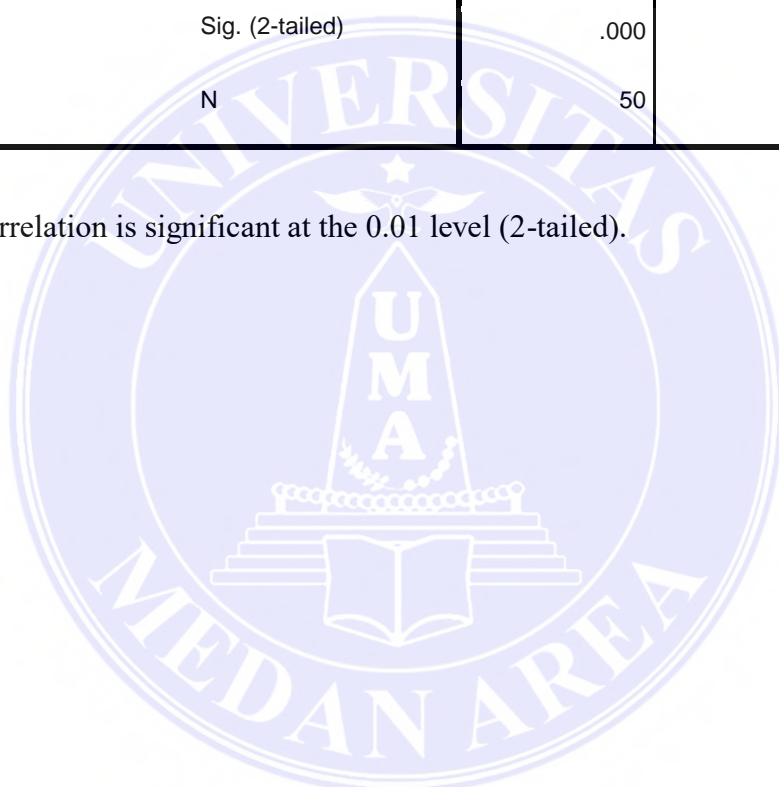 Sig. (2-tailed) .000
N 50
rrelation is significant at the 0.01 level (2-tailed).
UNIVERSITAS
U
M
A
MEDAN AREA